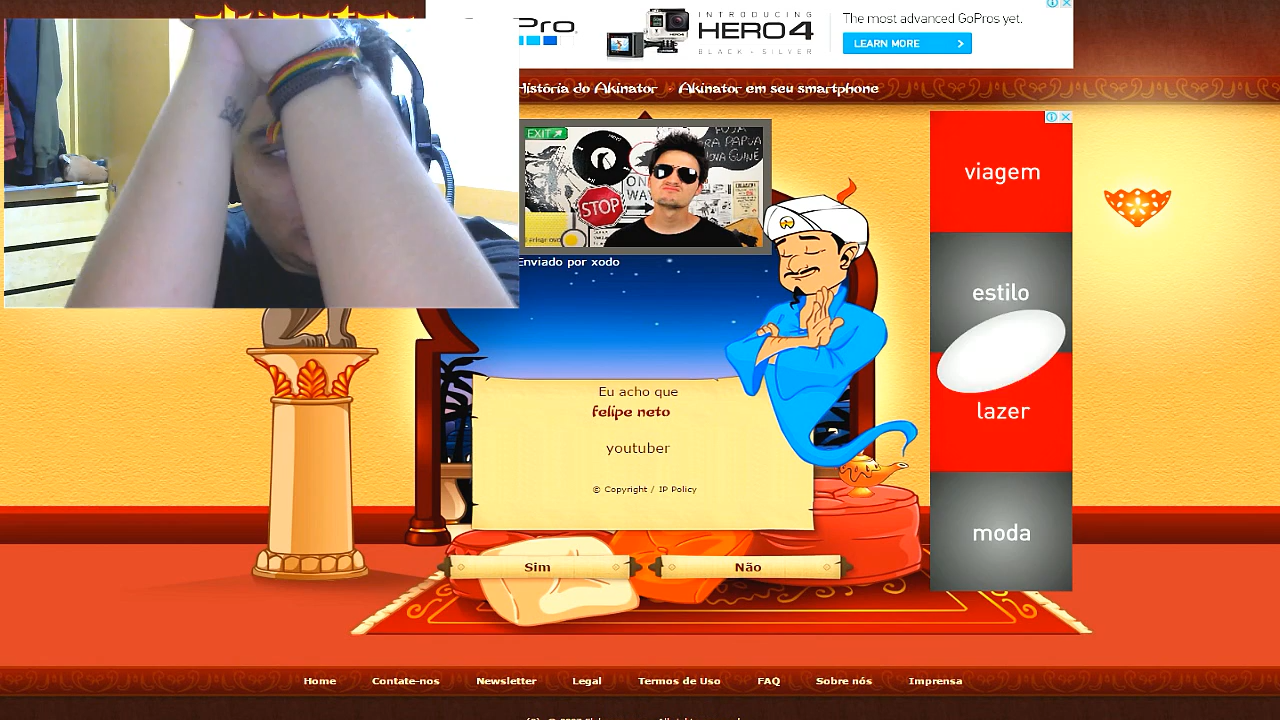 Pro
INTRODUCING
HERO4
BLACK + SILVER
The most advanced GoPros yet.
LEARN MORE
História do Akinator - Akinator em seu smartphone
EXIT
STOP
Enviado por xodo
Eu acho que
felipe neto
youtuber
© Copyright / IP Policy
Sim
Não
viagem
estilo
lazer
moda
Home
Contate-nos
Newsletter
Legal
Termos de Uso
FAQ
Sobre nós
Imprensa